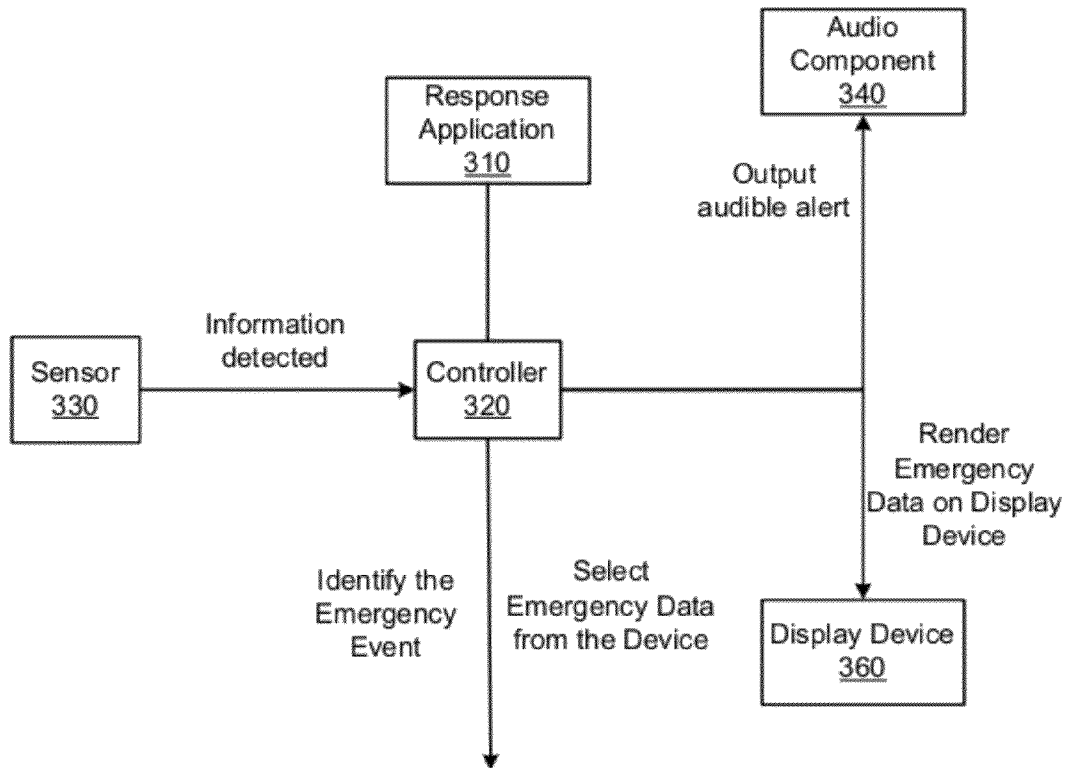 Audio
Component
340
Response
Application
310
Output
audible alert
Information
detected
Sensor
330
Controller
320
Render
Emergency
Data on Display
Device
Identify the
Emergency
Event
Select
Emergency Data
from the Device
Display Device
360